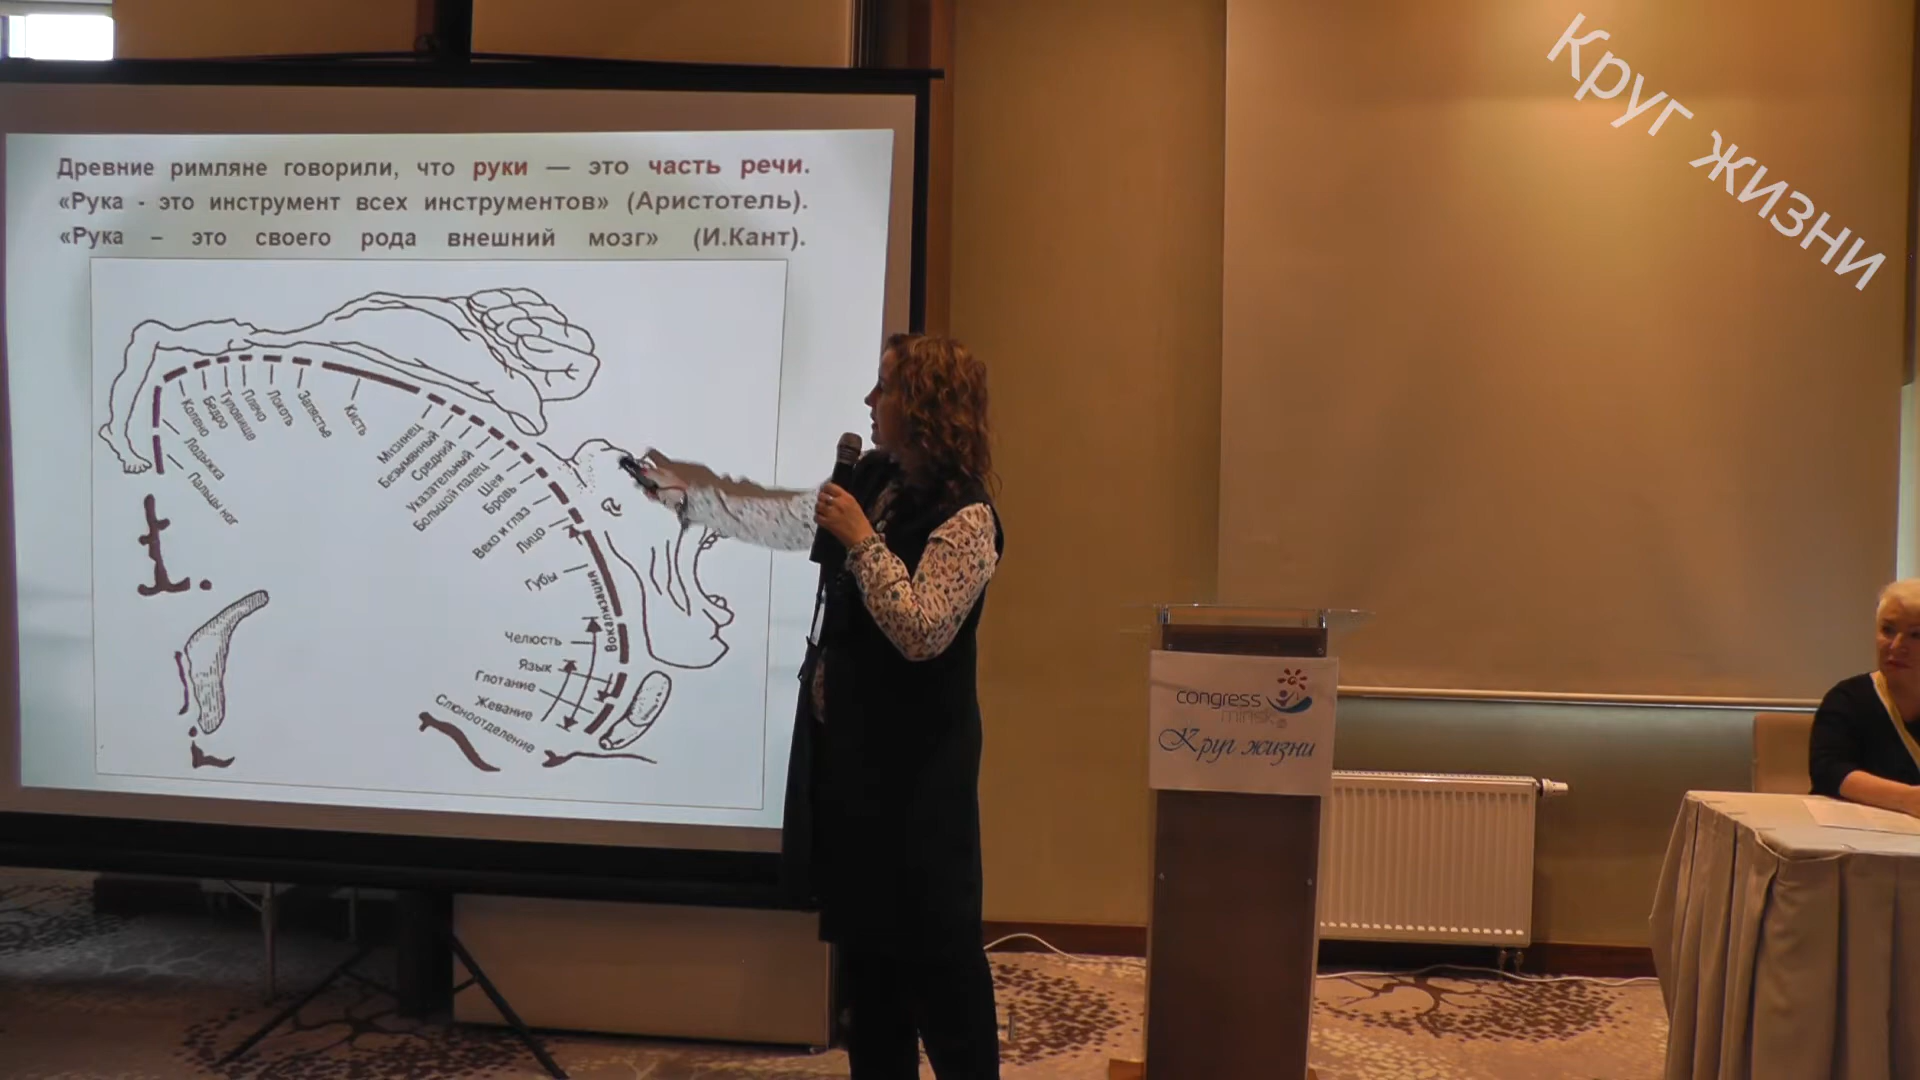 Древние римляне говорили, что руки — это часть речи.
«Рука - это инструмент всех инструментов» (Аристотель).
«Рука – это своего рода внешний мозг» (И.Кант).
Пальцы ног
Лодыжка
Колено
Бедро
Туловище
Плечо
Локоть
Запястье
Кисть
Мизинец
Безымянный
Средний
Указательный
Большой палец
Шея
Бровь
Веко и глаз
Лицо
Губы
Вокализация
Челюсть
Язык
Глотание
Жевание
Слюноотделение
Круг жизни
congress
minsk
Круг жизни